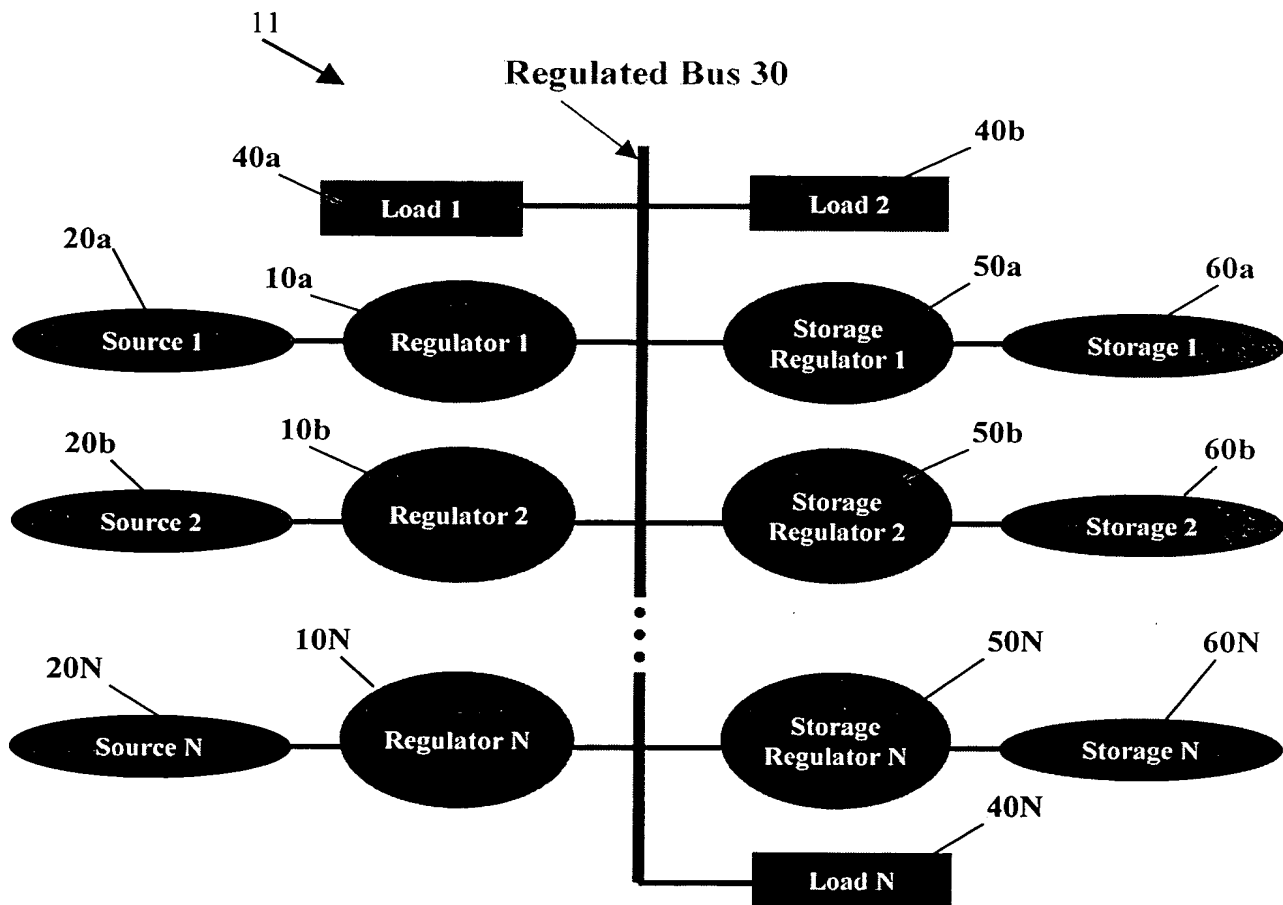 11
Regulated Bus 30
40a
40b
Load 1
Load 2
20a
10a
50a
60a
Source 1
Regulator 1
Storage
Regulator 1
Storage 1
20b
10b
50b
60b
Source 2
Regulator 2
Storage
Regulator 2
Storage 2
20N
10N
50N
60N
Source N
Regulator N
Storage
Regulator N
Storage N
40N
Load N